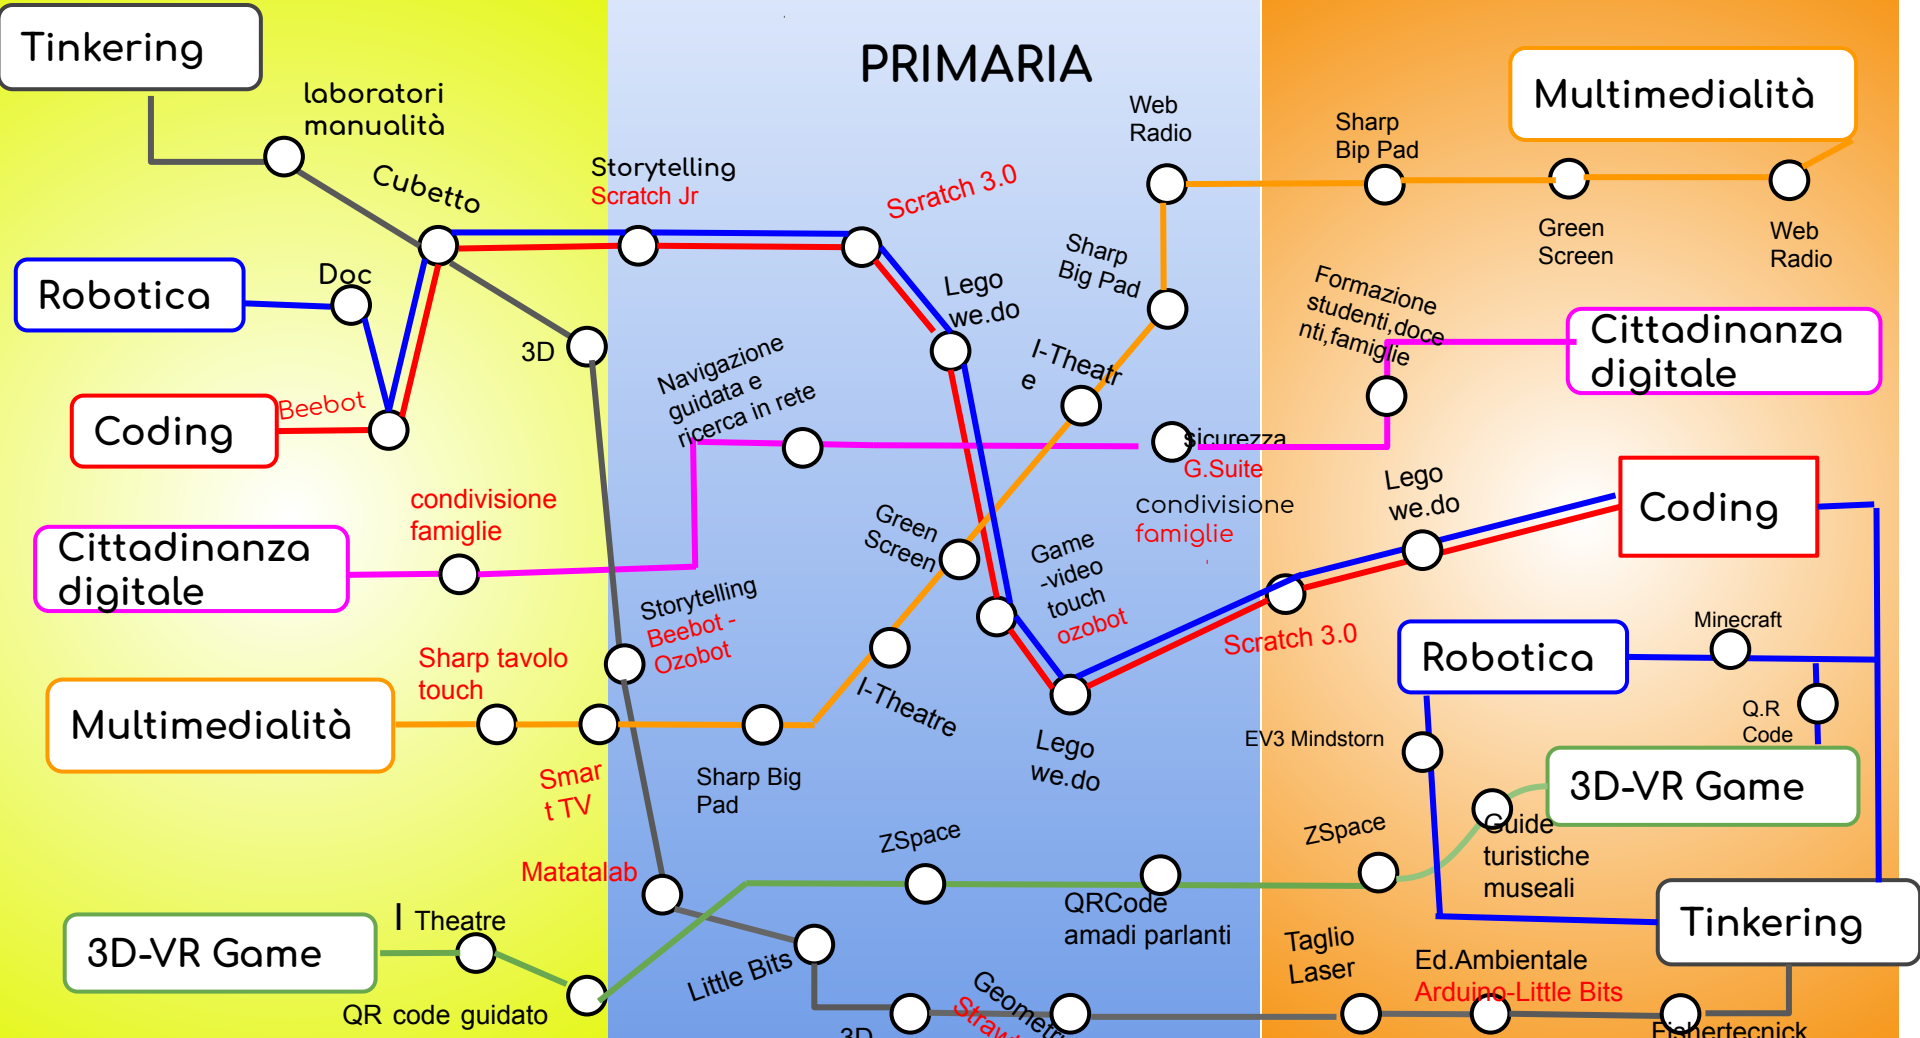 Tinkering
laboratori
manualità
Cubetto
Robotica
Doc
Coding
Beebot
3D
condivisione
famiglie
Cittadinanza
digitale
Sharp tavolo
touch
Multimedialità
Smar
t TV
Matatalab
I Theatre
3D-VR Game
QR code guidato
PRIMARIA
Storytelling
Scratch Jr
Scratch 3.0
Web
Radio
Sharp
Big Pad
Lego
we.do
I-Theatr
e
Navigazione
guidata e
ricerca in rete
sicurezza
G.Suite
condivisione
famiglie
Green
Screen
Game
-video
touch
ozobot
Storytelling
Beebot -
Ozobot
I-Theatre
Lego
we.do
Sharp Big
Pad
ZSpace
QRCode
amadi parlanti
Little Bits
3D
Geometri
Straw
Multimedialità
Sharp
Bip Pad
Green
Screen
Web
Radio
Formazione
studenti,doce
nti,famiglie
Cittadinanza
digitale
Lego
we.do
Coding
Scratch 3.0
Minecraft
Robotica
Q.R
Code
EV3 Mindstorn
3D-VR Game
ZSpace
Guide
turistiche
museali
Tinkering
Taglio
Laser
Ed.Ambientale
Arduino-Little Bits
Fishertecnick